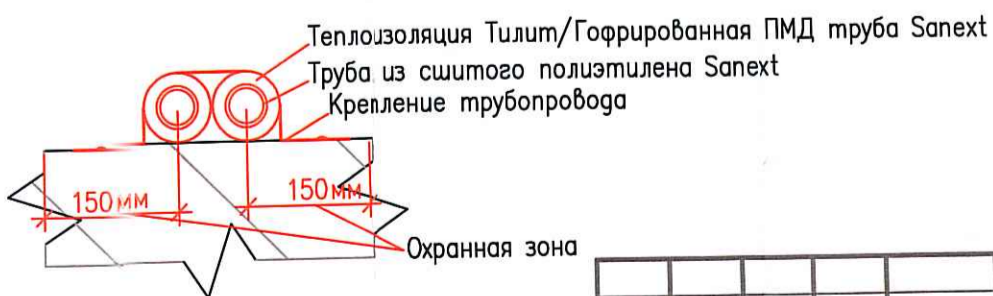 Теплоизоляция Тилит/Гофрированная ПМД труба Sanext
Труба из сшитого полиэтилена Sanext
Крепление трубопровода
150мм
150мм
Охранная зона